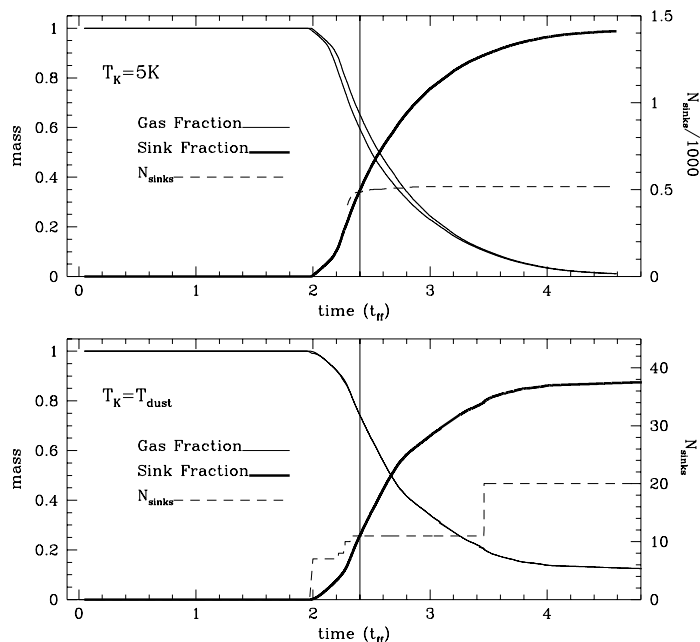 T_K=5K
Gas Fraction
Sink Fraction
N_sinks
mass
1
0.8
0.6
0.4
0.2
0
1.5
1
0.5
0
N_sinks/1000
0 1 2 3 4
time (t_ff)
T_K=T_dust
Gas Fraction
Sink Fraction
N_sinks
mass
1
0.8
0.6
0.4
0.2
0
40
30
20
10
0
N_sinks
0 1 2 3 4
time (t_ff)